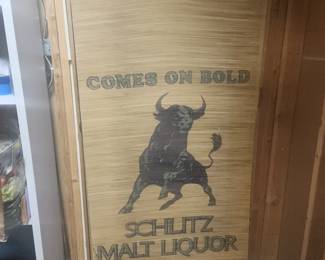 COMES ON BOLD
SCHLITZ
MALT LIQUOR